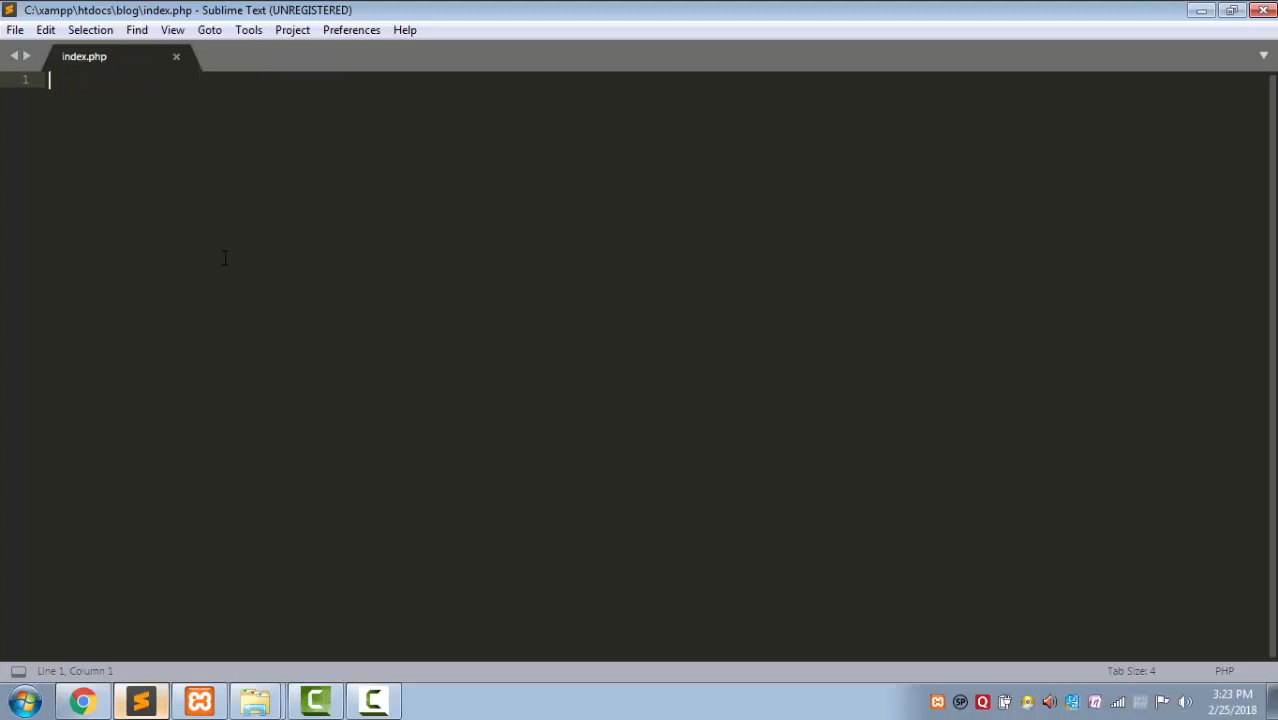 C:\xampp\htdocs\blog\index.php - Sublime Text (UNREGISTERED)
File Edit Selection Find View Goto Tools Project Preferences Help
index.php
1
Line 1, Column 1
Tab Size: 4
PHP
3:23 PM
2/25/2018